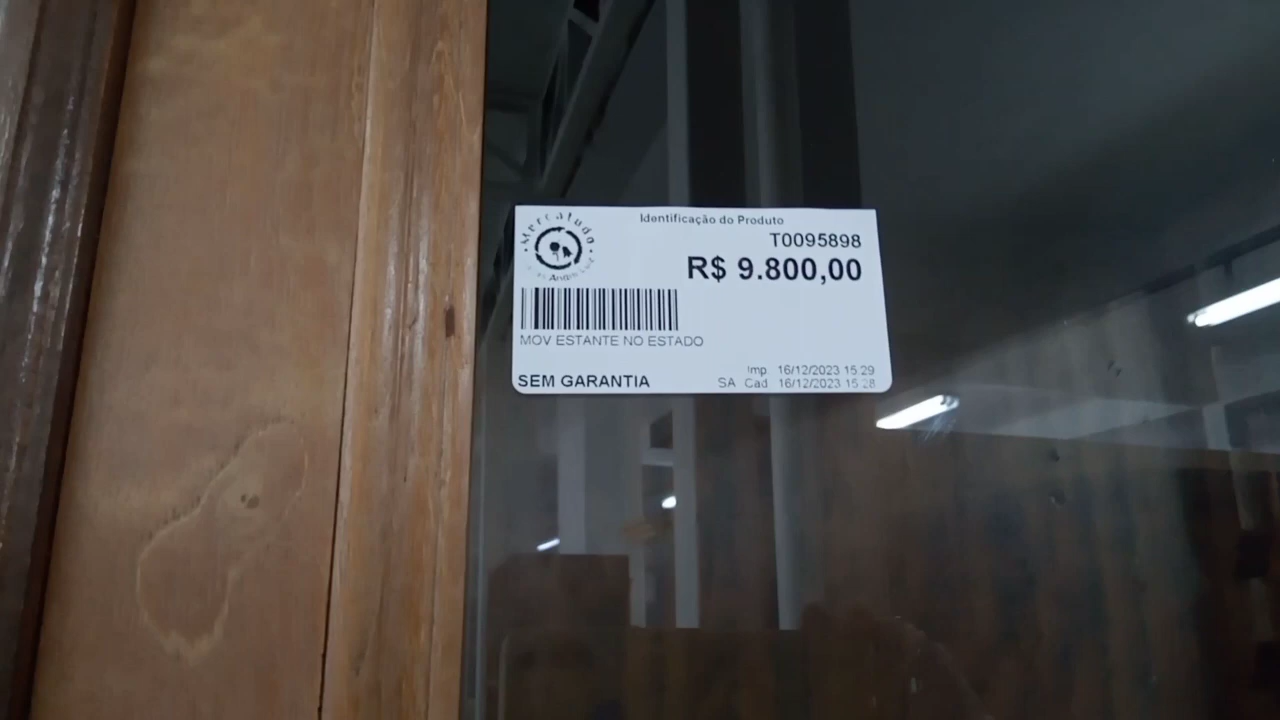 Mercatudo
Identificação do Produto
T0095898
R$ 9.800,00
MOV ESTANTE NO ESTADO
Imp 16/12/2023 15:29
SEM GARANTIA
SA Cad 16/12/2023 15:28